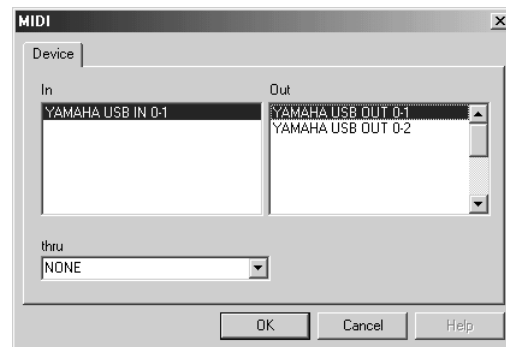 MIDI
Device
In
Out
YAMAHA USB IN 0-1
YAMAHA USB OUT 0-1
YAMAHA USB OUT 0-2
thru
NONE
OK
Cancel
Help